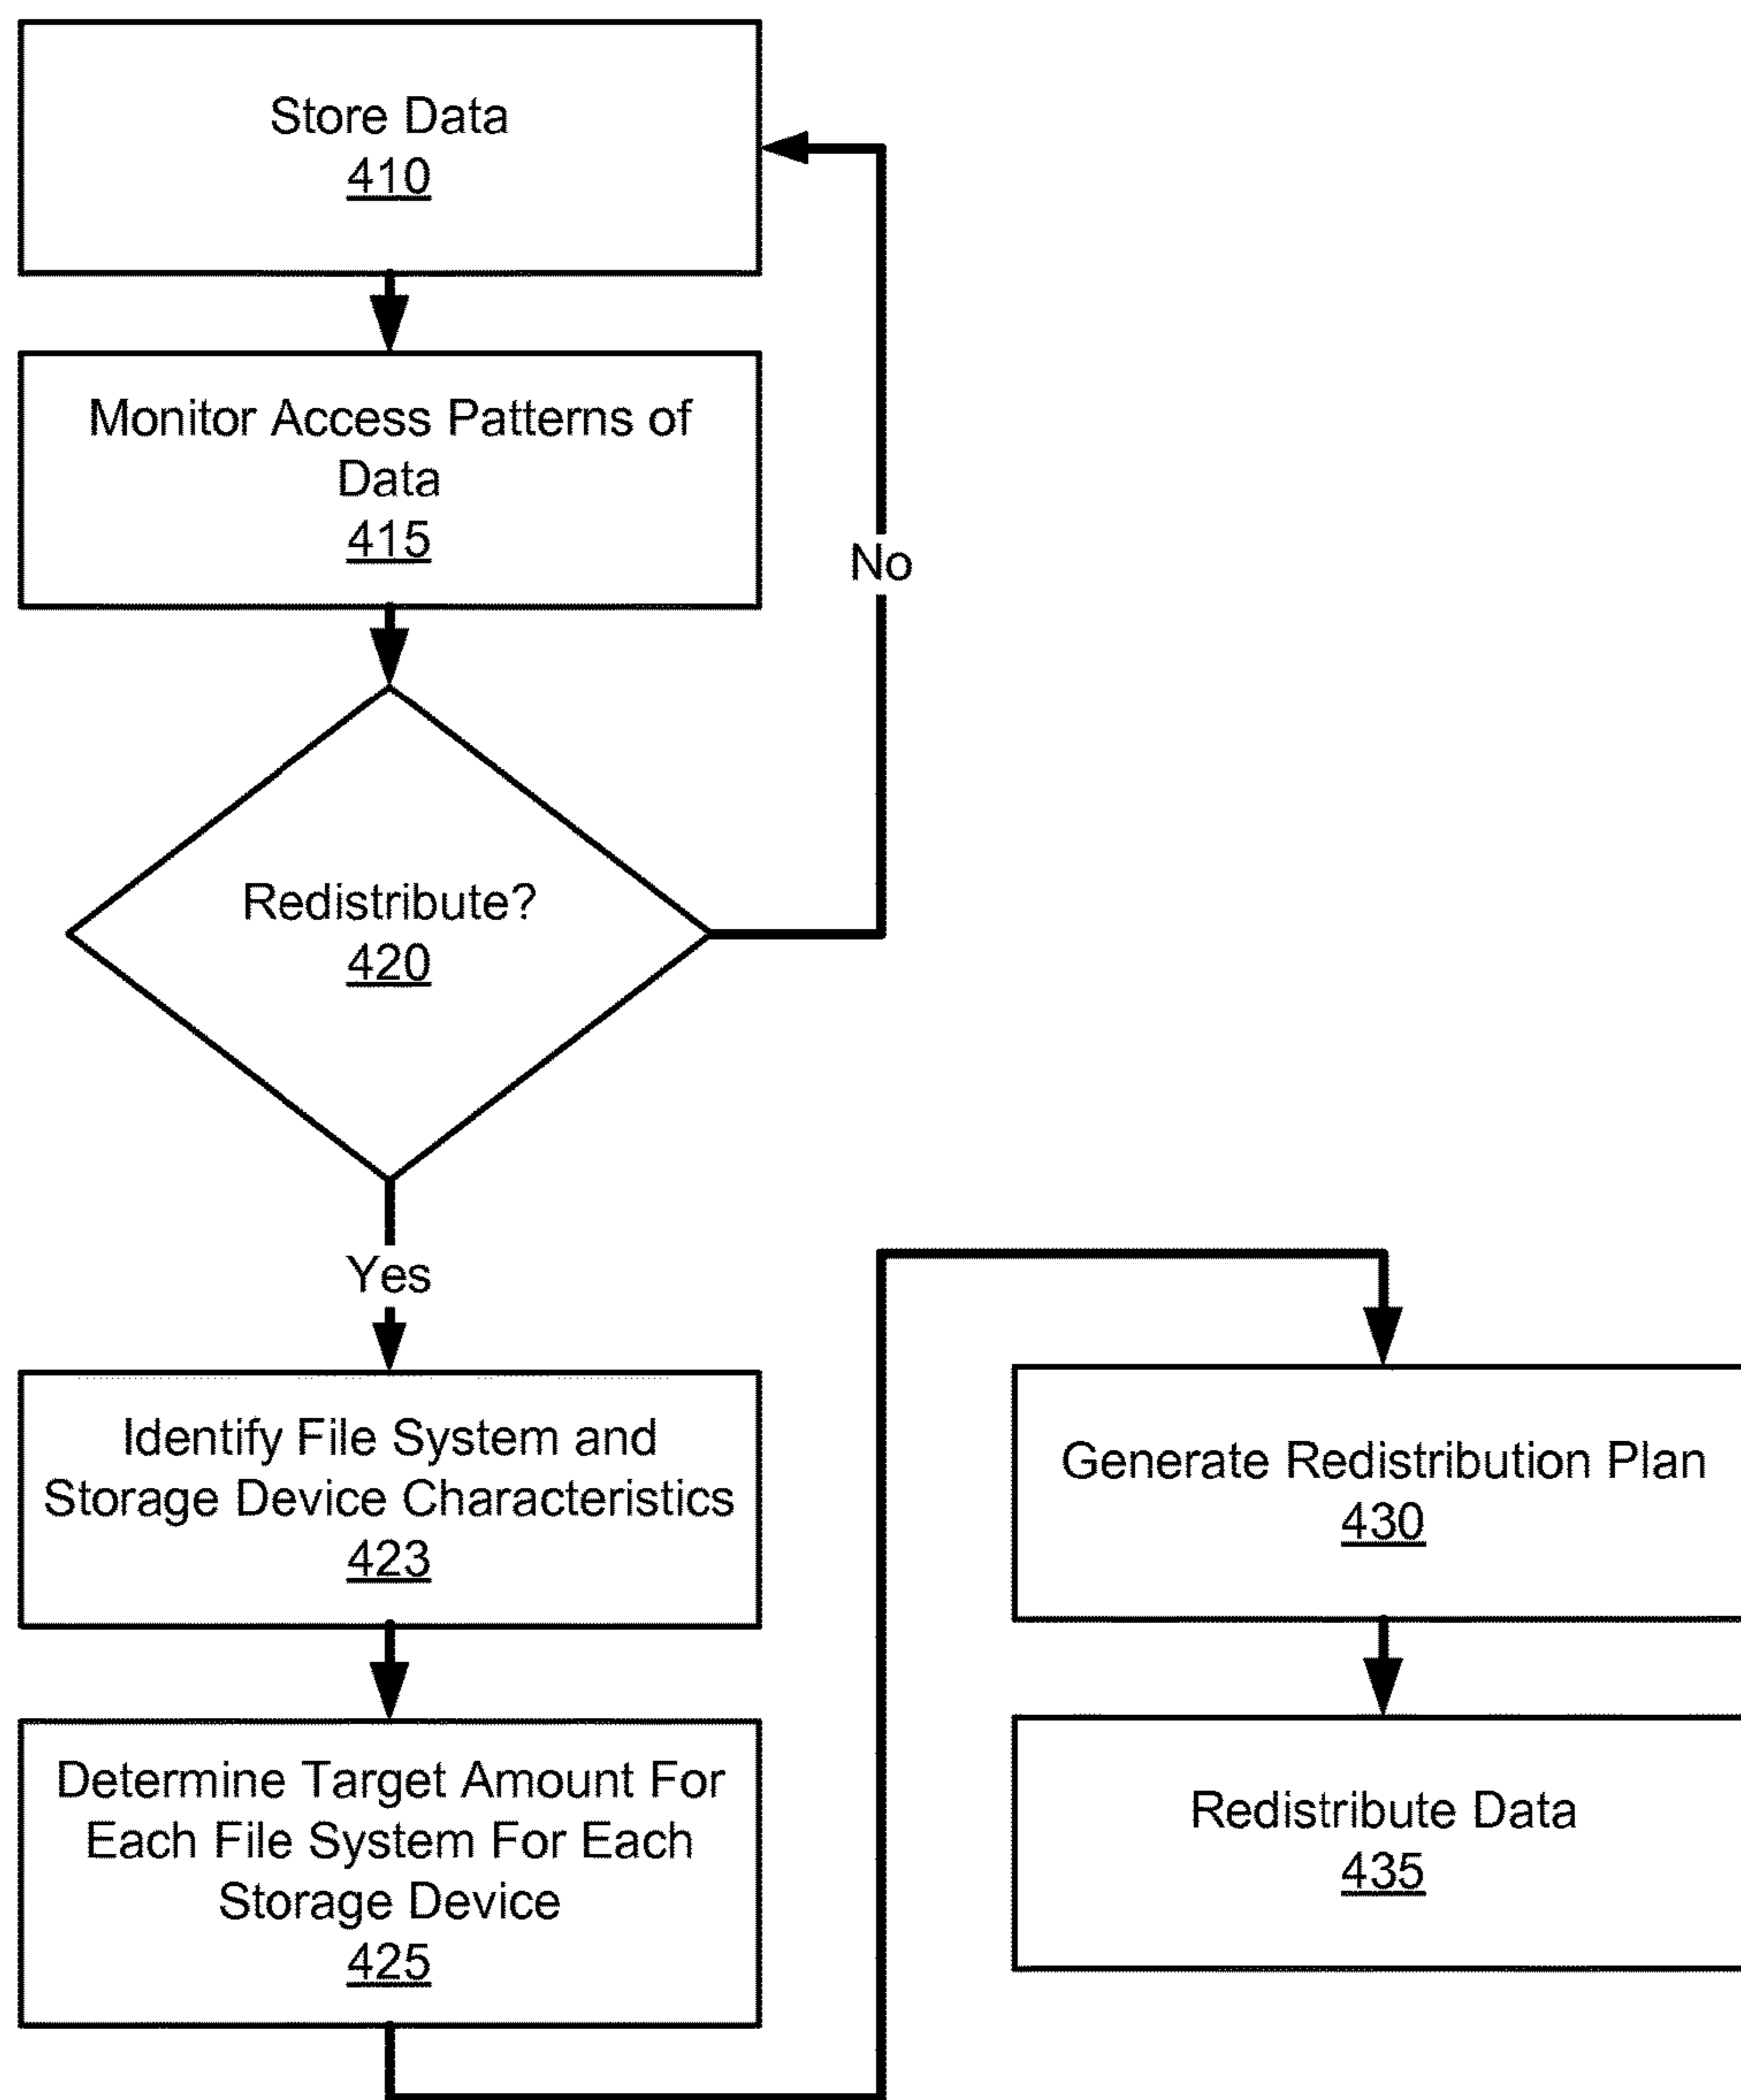 Store Data
410
Monitor Access Patterns of
Data
415
No
Redistribute?
420
Yes
Identify File System and
Storage Device Characteristics
423
Determine Target Amount For
Each File System For Each
Storage Device
425
Generate Redistribution Plan
430
Redistribute Data
435